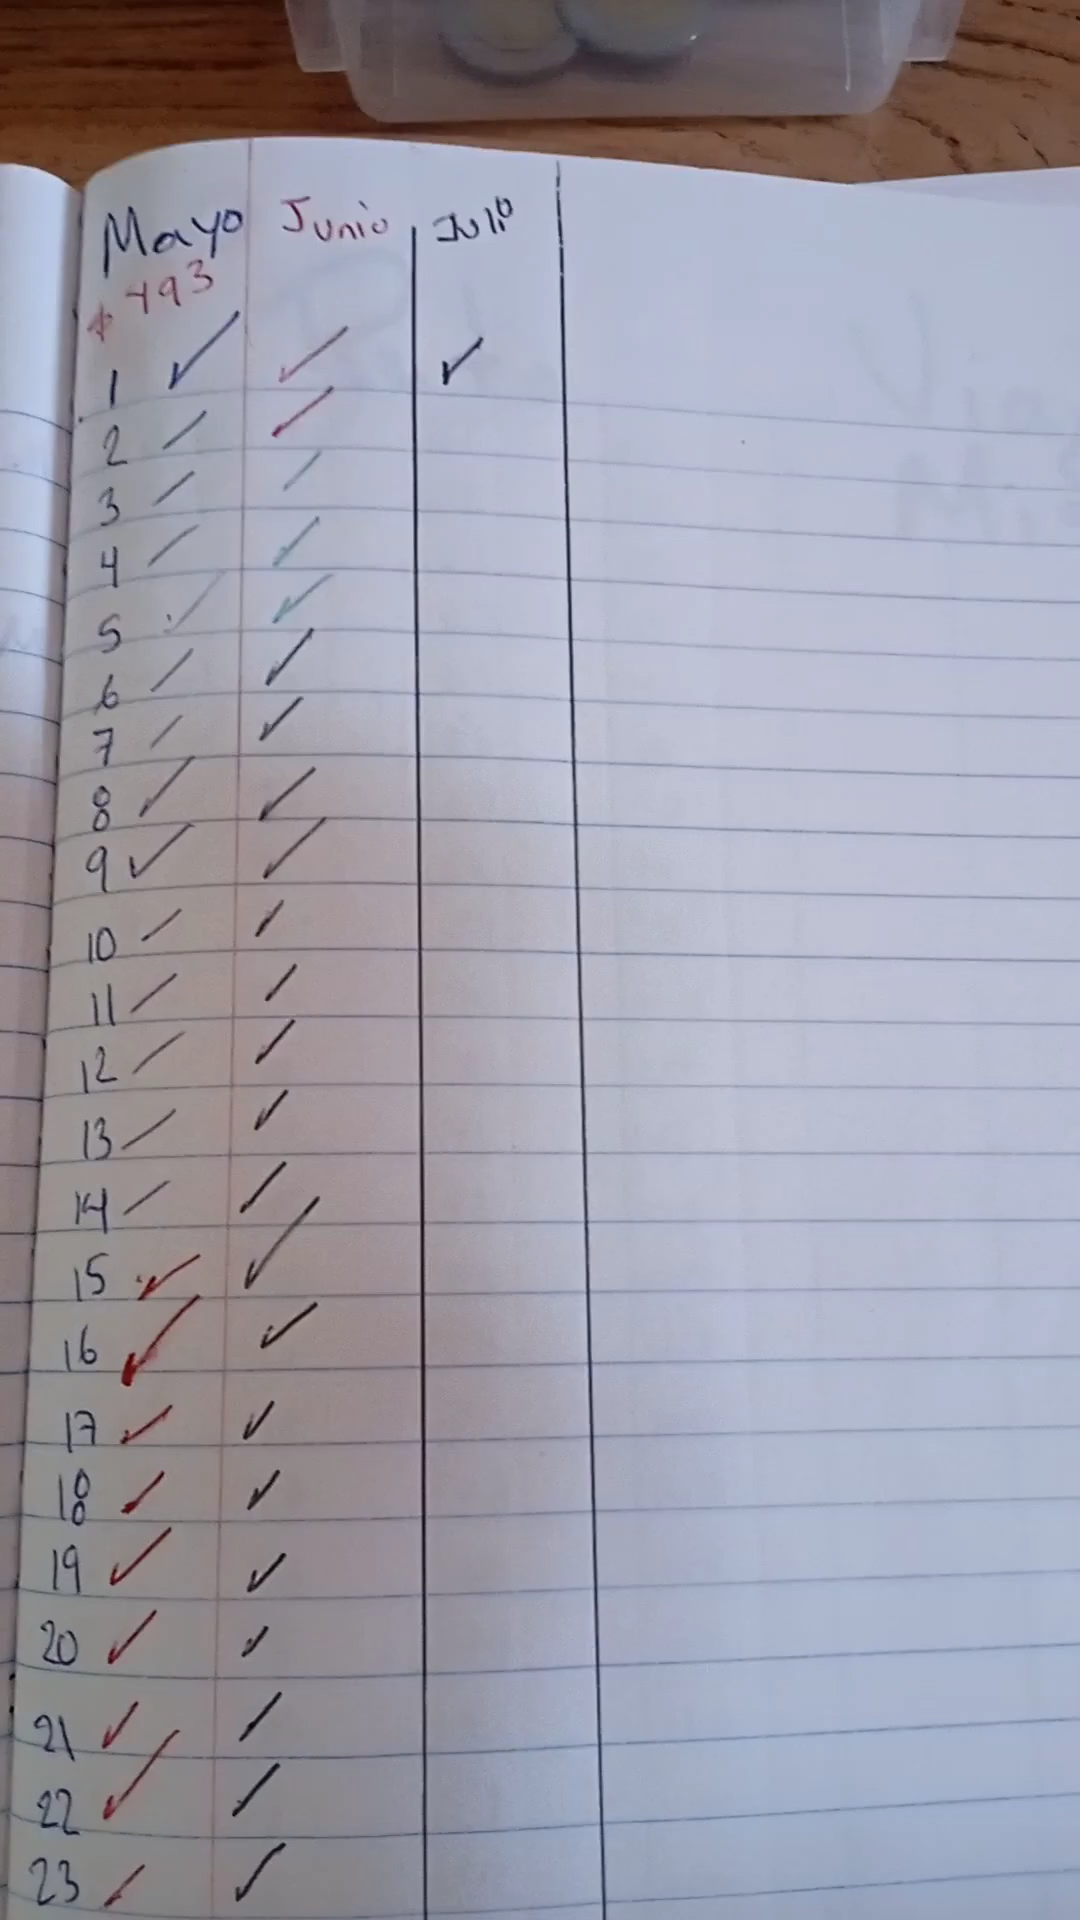 Mayo Junio Juli°
$493
1 ✓ ✓ ✓
2 ✓ ✓
3 ✓ ✓
4 ✓ ✓
5 ✓ ✓
6 ✓ ✓
7 ✓ ✓
8 ✓ ✓
9 ✓ ✓
10 ✓ ✓
11 ✓ ✓
12 ✓ ✓
13 ✓ ✓
14 ✓ ✓
15 ✓ ✓
16 ✓ ✓
17 ✓ ✓
18 ✓ ✓
19 ✓ ✓
20 ✓ ✓
21 ✓ ✓
22 ✓ ✓
23 ✓ ✓